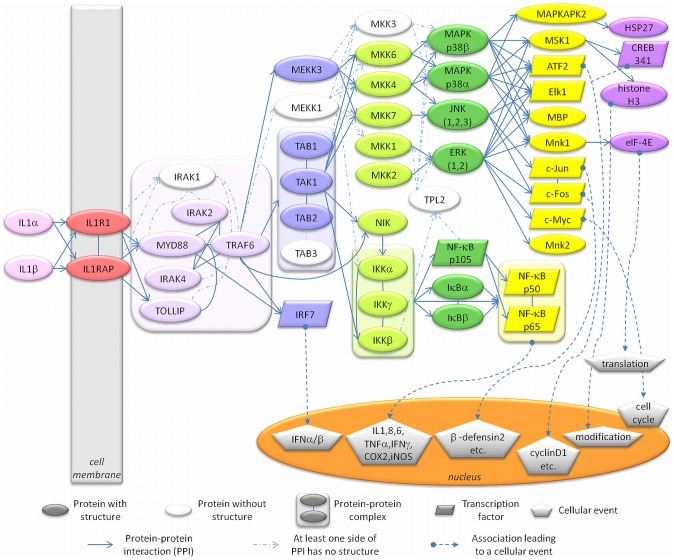 MKK3
MAPK
p38β
MAPKAPK2
HSP27
MEKK3
MKK6
MSK1
CREB
341
MKK4
MAPK
p38α
ATF2
MEKK1
Elk1
histone
H3
MKK7
JNK
(1,2,3)
MBP
TAB1
MKK1
ERK
(1,2)
Mnk1
eIF-4E
TAK1
MKK2
c-Jun
IRAK1
c-Fos
TPL2
IRAK2
TAB2
c-Myc
IL1α
IL1R1
NIK
MYD88
TRAF6
TAB3
NF-κB
p105
Mnk2
IL1β
IL1RAP
IRAK4
IKKα
IκBα
NF-κB
p50
TOLLIP
IRF7
IKKγ
IκBβ
NF-κB
p65
IKKβ
translation
cell
cycle
IFNα/β
IL1,8,6,
TNFα,IFNγ,
COX2,iNOS
β-defensin2
etc.
cyclinD1
etc.
modification
cell
membrane
nucleus
Protein with
structure
Protein without
structure
Protein-protein
complex
Transcription
factor
Cellular event
Protein-protein
interaction (PPI)
At least one side of
PPI has no structure
Association leading
to a cellular event